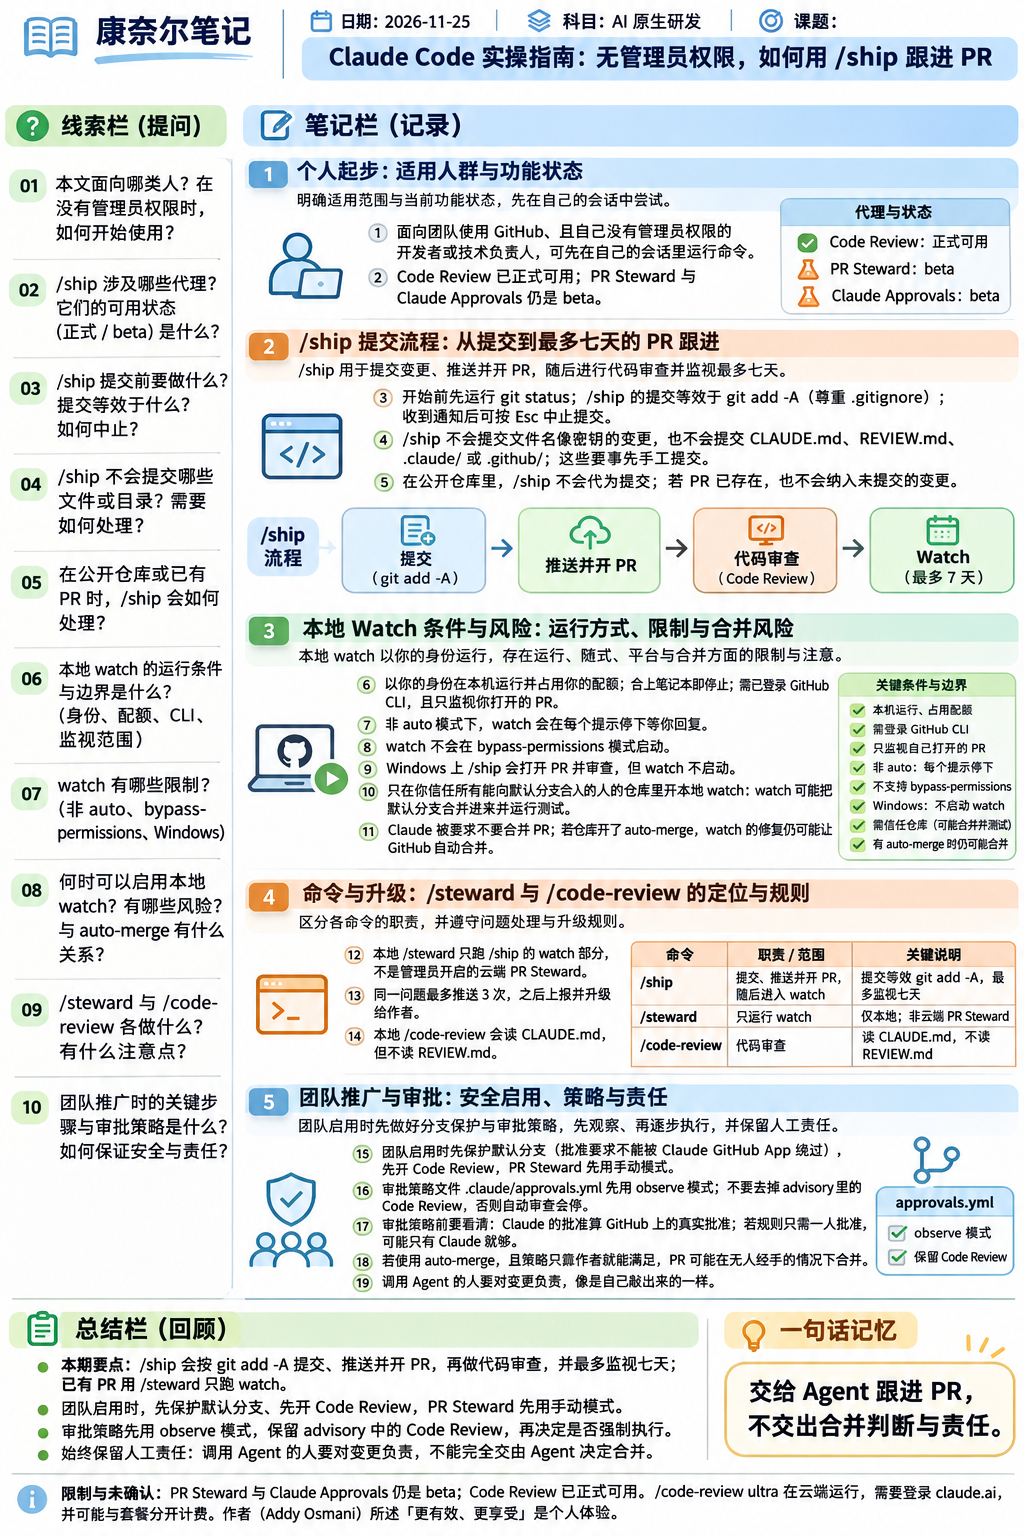 康奈尔笔记
日期：2026-11-25
科目：AI 原生研发
课题：
Claude Code 实操指南：无管理员权限，如何用 /ship 跟进 PR
? 线索栏（提问）
01 本文面向哪类人？在
没有管理员权限时，
如何开始使用？
02 /ship 涉及哪些代理？
它们的可用状态
(正式 / beta) 是什么？
03 /ship 提交前要做什么？
提交等效于什么？
如何中止？
04 /ship 不会提交哪些
文件或目录？需要
如何处理？
05 在公开仓库或已有
PR 时，/ship 会如何
处理？
06 本地 watch 的运行条件
与边界是什么？
（身份、配额、CLI、
监视范围）
07 watch 有哪些限制？
(非 auto、bypass-
permissions、Windows)
08 何时可以启用本地
watch？有哪些风险？
与 auto-merge 有什么
关系？
09 /steward 与 /code-
review 各做什么？
有什么注意点？
10 团队推广时的关键步
骤与审批策略是什么？
如何保证安全与责任？
笔记栏（记录）
1 个人起步：适用人群与功能状态
明确适用范围与当前功能状态，先在自己的会话中尝试。
1 面向团队使用 GitHub、且自己没有管理员权限的
开发者或技术负责人，可先在自己的会话里运行命令。
2 Code Review 已正式可用；PR Steward 与
Claude Approvals 仍是 beta。
代理与状态
Code Review：正式可用
PR Steward：beta
Claude Approvals：beta
2 /ship 提交流程：从提交到最多七天的 PR 跟进
/ship 用于提交变更、推送并开 PR，随后进行代码审查并监视最多七天。
3 开始前先运行 git status；/ship 的提交等效于 git add -A（尊重 .gitignore）；
收到通知后可按 Esc 中止提交。
4 /ship 不会提交文件名像密钥的变更，也不会提交 CLAUDE.md、REVIEW.md、
.claude/ 或 .github/；这些要事先手工提交。
5 在公开仓库里，/ship 不会代为提交；若 PR 已存在，也不会纳入未提交的变更。
/ship
流程
提交
（git add -A）
推送并开 PR
代码审查
（Code Review）
Watch
（最多 7 天）
3 本地 Watch 条件与风险：运行方式、限制与合并风险
本地 watch 以你的身份运行，存在运行、随式、平台与合并方面的限制与注意。
6 以你的身份在本机运行并占用你的配额；合上笔记本即停止；需已登录 GitHub
CLI，且只监视你打开的 PR。
7 非 auto 模式下，watch 会在每个提示停下等你回复。
8 watch 不会在 bypass-permissions 模式启动。
9 Windows 上 /ship 会打开 PR 并审查，但 watch 不启动。
10 只在你信任所有能向默认分支合入的人的仓库里开本地 watch：watch 可能把
默认分支合并进来并运行测试。
11 Claude 被要求不要合并 PR；若仓库开了 auto-merge，watch 的修复仍可能让
GitHub 自动合并。
关键条件与边界
本机运行、占用配额
需登录 GitHub CLI
只监视自己打开的 PR
非 auto：每个提示停下
不支持 bypass-permissions
Windows：不启动 watch
需信任仓库（可能合并并测试）
有 auto-merge 时仍可能合并
4 命令与升级：/steward 与 /code-review 的定位与规则
区分各命令的职责，并遵守问题处理与升级规则。
12 本地 /steward 只跑 /ship 的 watch 部分，
不是管理员开启的云端 PR Steward。
13 同一问题最多推送 3 次，之后上报并升级
给作者。
14 本地 /code-review 会读 CLAUDE.md，
但不读 REVIEW.md。
命令 职责 / 范围 关键说明
/ship 提交、推送并开 PR，随后进入 watch 提交等效 git add -A，最多监视七天
/steward 只运行 watch 仅本地；非云端 PR Steward
/code-review 代码审查 读 CLAUDE.md，不读 REVIEW.md
5 团队推广与审批：安全启用、策略与责任
团队启用时先做好分支保护与审批策略，先观察、再逐步执行，并保留人工责任。
15 团队启用时先保护默认分支（批准要求不能被 Claude GitHub App 绕过），
先开 Code Review，PR Steward 先用手动模式。
16 审批策略文件 .claude/approvals.yml 先用 observe 模式；不要去掉 advisory 里的
Code Review，否则自动审查会停。
17 审批策略前要看清：Claude 的批准算 GitHub 上的真实批准；若规则只需一人批准，
可能只有 Claude 就够。
18 若使用 auto-merge，且策略只靠作者就能满足，PR 可能在无人经手的情况下合并。
19 调用 Agent 的人要对变更负责，像是自己敲出来的一样。
approvals.yml
observe 模式
保留 Code Review
总结栏（回顾）
本期要点：/ship 会按 git add -A 提交、推送并开 PR，再做代码审查，并最多监视七天；
已有 PR 用 /steward 只跑 watch。
团队启用时，先保护默认分支、先开 Code Review，PR Steward 先用手动模式。
审批策略先用 observe 模式，保留 advisory 中的 Code Review，再决定是否强制执行。
始终保留人工责任：调用 Agent 的人要对变更负责，不能完全交由 Agent 决定合并。
一句话记忆
交给 Agent 跟进 PR，
不交出合并判断与责任。
限制与未确认：PR Steward 与 Claude Approvals 仍是 beta；Code Review 已正式可用。/code-review ultra 在云端运行，需要登录 claude.ai，
并可能与套餐分开计费。作者（Addy Osmani）所述「更有效、更享受」是个人体验。